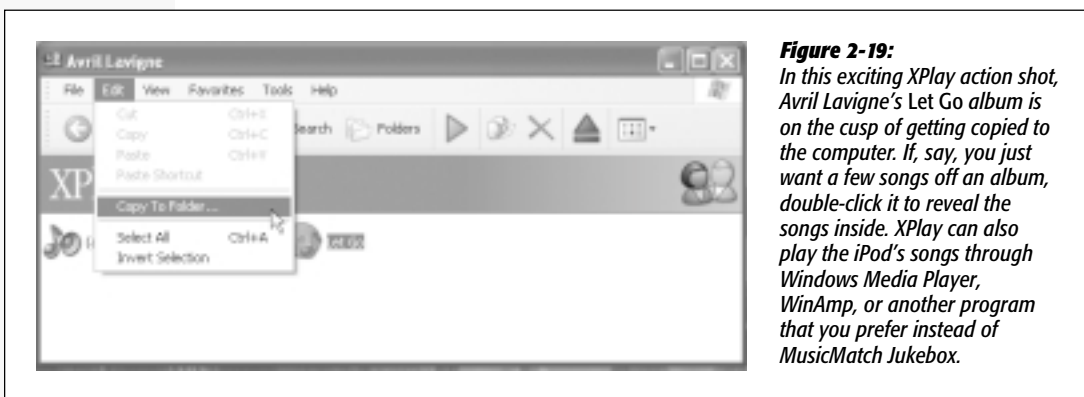 Avril Lavigne
File Edit View Favorites Tools Help
Search Folders
Cut Ctrl+X
Copy Ctrl+C
Paste Ctrl+V
Paste Shortcut
Copy To Folder...
Select All Ctrl+A
Invert Selection
XP
Let Go
Figure 2-19:
In this exciting XPlay action shot,
Avril Lavigne's Let Go album is
on the cusp of getting copied to
the computer. If, say, you just
want a few songs off an album,
double-click it to reveal the
songs inside. XPlay can also
play the iPod's songs through
Windows Media Player,
WinAmp, or another program
that you prefer instead of
MusicMatch Jukebox.